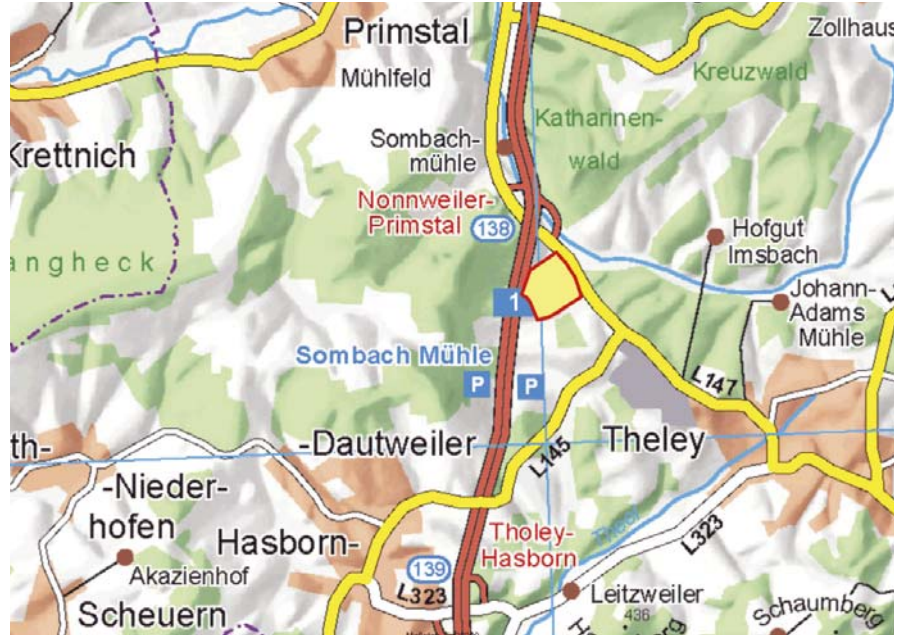 Primstal
Zollhaus
Mühlfeld
Kreuzwald
Katharinen-
wald
Sombach-
mühle
Krettnich
Nonnweiler-
Primstal
138
Hofgut
Imsbach
angheck
1
Johann-
Adams
Mühle
Sombach Mühle
P
P
L147
th-
-Dautweiler
L145
Theley
-Nieder-
hofen
Hasborn-
Tholey-
Hasborn
L323
Akazienhof
139
L323
Leitzweiler
436
Scheuern
Schaumberg